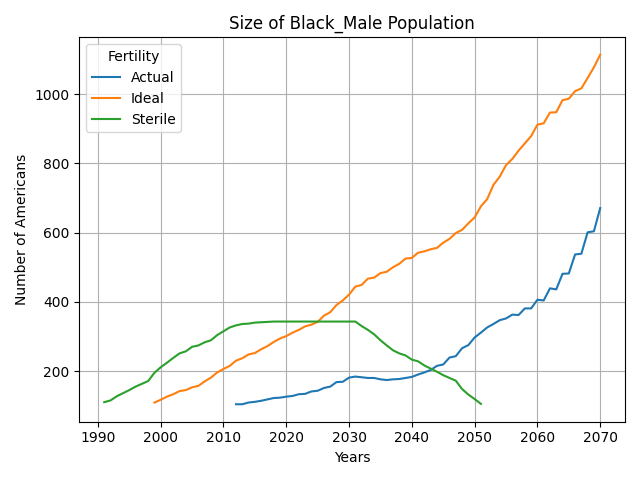 Size of Black_Male Population
Fertility
Actual
Ideal
Sterile
Number of Americans
1000
800
600
400
200
1990 2000 2010 2020 2030 2040 2050 2060 2070
Years